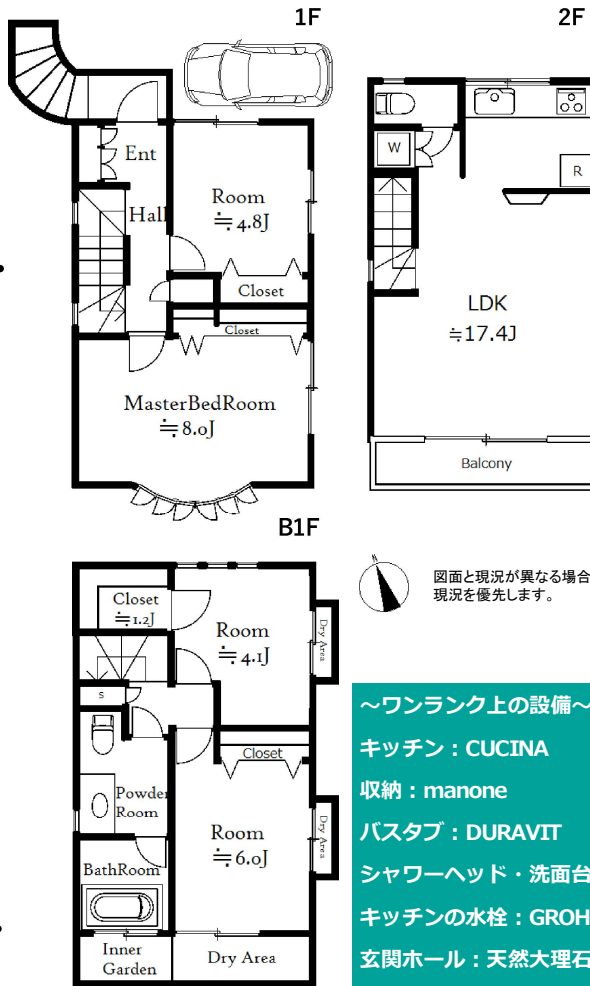 1F
Ent
Hall
Room
≒4.8J
Closet
Closet
MasterBedRoom
≒8.0J
2F
W
R
LDK
≒17.4J
Balcony
B1F
Closet
≒1.2J
Room
≒4.1J
Dry Area
S
Closet
Powder
Room
Room
≒6.0J
Dry Area
BathRoom
Inner
Garden
Dry Area
N
図面と現況が異なる場合
現況を優先します。
～ワンランク上の設備～
キッチン：CUCINA
収納：manone
バスタブ：DURAVIT
シャワーヘッド・洗面台
キッチンの水栓：GROH
玄関ホール：天然大理石